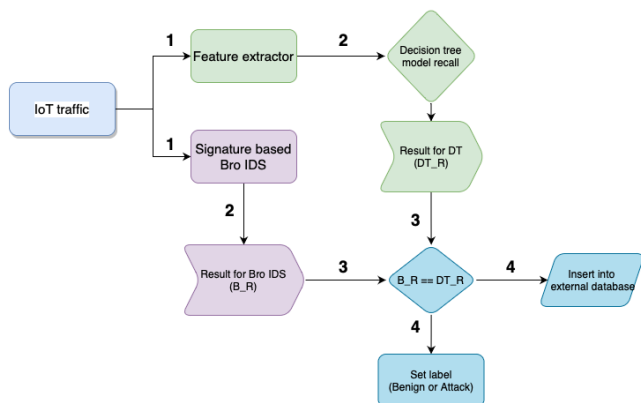 1
2
Feature extractor
Decision tree
model recall
IoT traffic
1
Signature based
Bro IDS
Result for DT
(DT_R)
2
3
Result for Bro IDS
(B_R)
3
B_R == DT_R
4
Insert into
external database
4
Set label
(Benign or Attack)